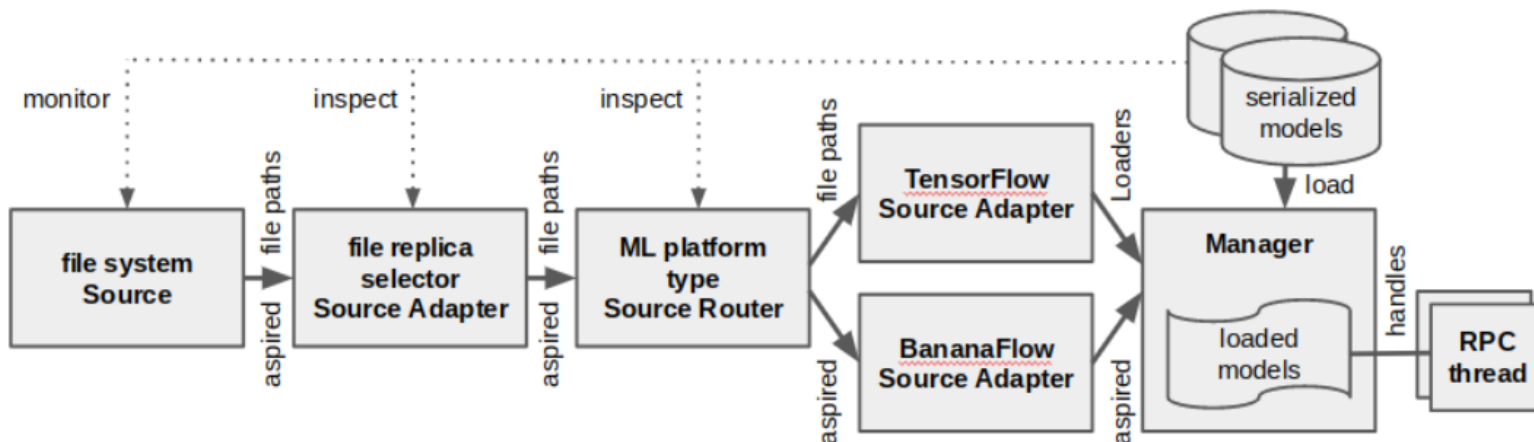 monitor
inspect
inspect
serialized
models
load
file paths
aspired
file paths
aspired
file paths
aspired
Loaders
aspired
file system
Source
file replica
selector
Source Adapter
ML platform
type
Source Router
TensorFlow
Source Adapter
BananaFlow
Source Adapter
Manager
loaded
models
handles
RPC
thread